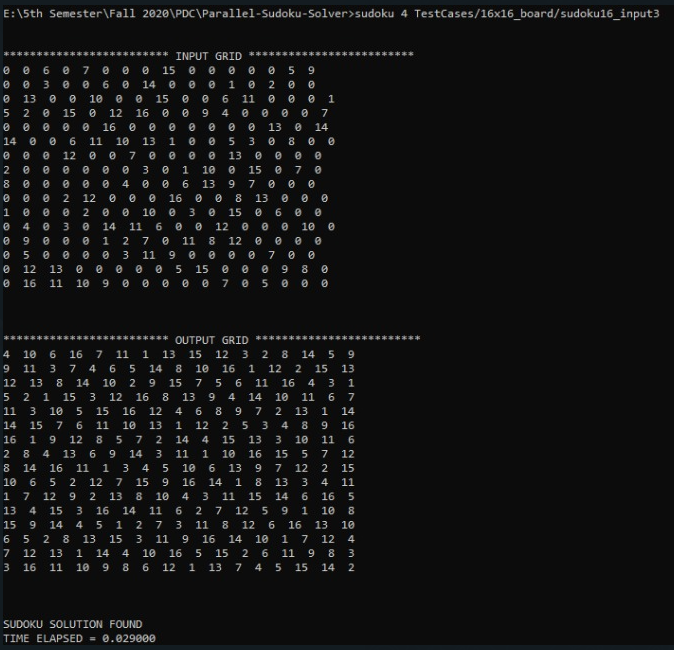 E:\5th Semester\Fall 2020\PDC\Parallel-Sudoku-Solver>sudoku 4 TestCases/16x16_board/sudoku16_input3
************************* INPUT GRID *************************
0 0 6 0 7 0 0 0 15 0 0 0 0 0 5 9
0 0 3 0 0 6 0 14 0 0 0 1 0 2 0 0
0 13 0 0 10 0 0 15 0 0 6 11 0 0 0 1
5 2 0 15 0 12 16 0 0 9 4 0 0 0 0 7
0 0 0 0 0 16 0 0 0 0 0 0 0 13 0 14
14 0 0 6 11 10 13 1 0 0 5 3 0 8 0 0
0 0 0 12 0 0 7 0 0 0 0 13 0 0 0 0
2 0 0 0 0 0 0 3 0 1 10 0 15 0 7 0
8 0 0 0 0 0 4 0 0 6 13 9 7 0 0 0
0 0 0 2 12 0 0 0 16 0 0 8 13 0 0 0
1 0 0 0 2 0 0 10 0 3 0 15 0 6 0 0
0 4 0 3 0 14 11 6 0 0 12 0 0 0 10 0
0 9 0 0 0 1 2 7 0 11 8 12 0 0 0 0
0 5 0 0 0 0 3 11 9 0 0 0 0 7 0 0
0 12 13 0 0 0 0 0 5 15 0 0 0 9 8 0
0 16 11 10 9 0 0 0 0 0 7 0 5 0 0 0
************************* OUTPUT GRID *************************
4 10 6 16 7 11 1 13 15 12 3 2 8 14 5 9
9 11 3 7 4 6 5 14 8 10 16 1 12 2 15 13
12 13 8 14 10 2 9 15 7 5 6 11 16 4 3 1
5 2 1 15 3 12 16 8 13 9 4 14 10 11 6 7
11 3 10 5 15 16 12 4 6 8 9 7 2 13 1 14
14 15 7 6 11 10 13 1 12 2 5 3 4 8 9 16
16 1 9 12 8 5 7 2 14 4 15 13 3 10 11 6
2 8 4 13 6 9 14 3 11 1 10 16 15 5 7 12
8 14 16 11 1 3 4 5 10 6 13 9 7 12 2 15
10 6 5 2 12 7 15 9 16 14 1 8 13 3 4 11
1 7 12 9 2 13 8 10 4 3 11 15 14 6 16 5
13 4 15 3 16 14 11 6 2 7 12 5 9 1 10 8
15 9 14 4 5 1 2 7 3 11 8 12 6 16 13 10
6 5 2 8 13 15 3 11 9 16 14 10 1 7 12 4
7 12 13 1 14 4 10 16 5 15 2 6 11 9 8 3
3 16 11 10 9 8 6 12 1 13 7 4 5 15 14 2
SUDOKU SOLUTION FOUND
TIME ELAPSED = 0.029000